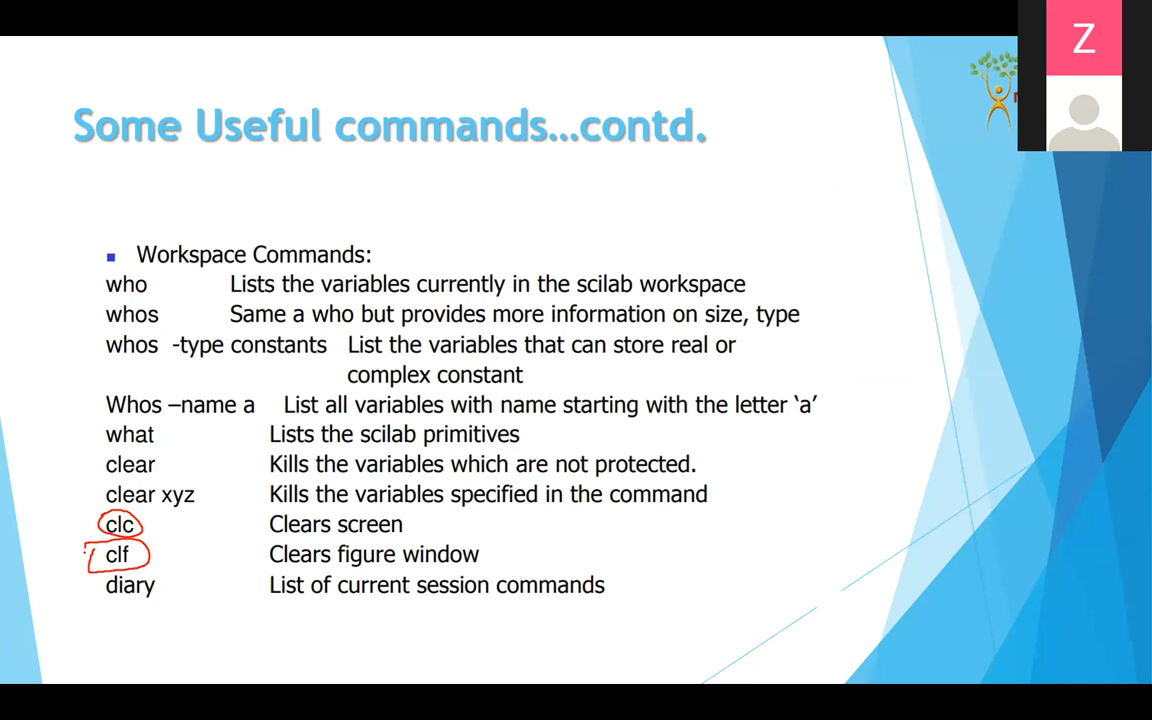 Z
Some Useful commands...contd.
Workspace Commands:
who Lists the variables currently in the scilab workspace
whos Same a who but provides more information on size, type
whos -type constants List the variables that can store real or
complex constant
Whos –name a List all variables with name starting with the letter ‘a’
what Lists the scilab primitives
clear Kills the variables which are not protected.
clear xyz Kills the variables specified in the command
clc Clears screen
clf Clears figure window
diary List of current session commands